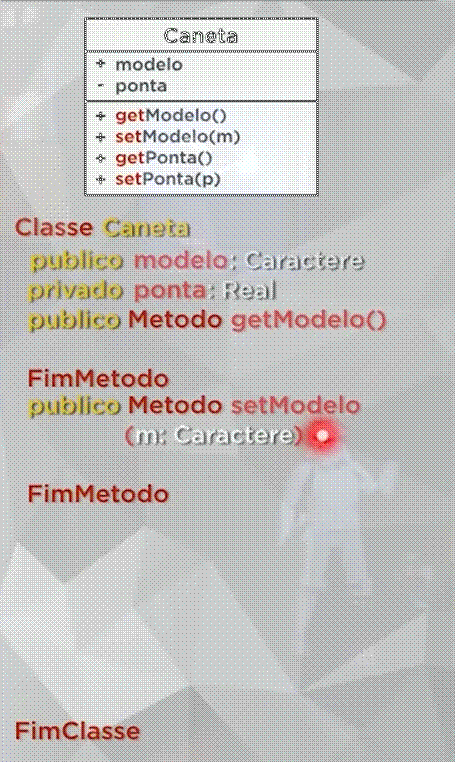 Caneta
+ modelo
- ponta
+ getModelo()
+ setModelo(m)
+ getPonta()
+ setPonta(p)
Classe Caneta
publico modelo: Caractere
privado ponta: Real
publico Metodo getModelo()
FimMetodo
publico Metodo setModelo
(m: Caractere)
FimMetodo
FimClasse